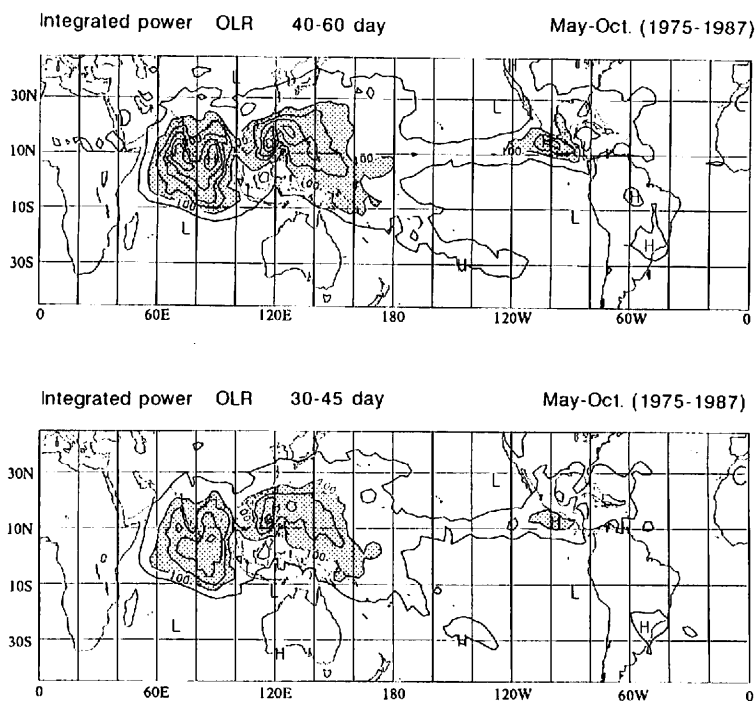 Integrated power OLR 40-60 day May-Oct. (1975-1987)
30N
10N
10S
30S
L
L
L
L
H
H
H
H
100
100
100
100
0 60E 120E 180 120W 60W 0
Integrated power OLR 30-45 day May-Oct. (1975-1987)
30N
10N
10S
30S
L
L
L
L
H
H
H
H
100
100
100
0 60E 120E 180 120W 60W 0